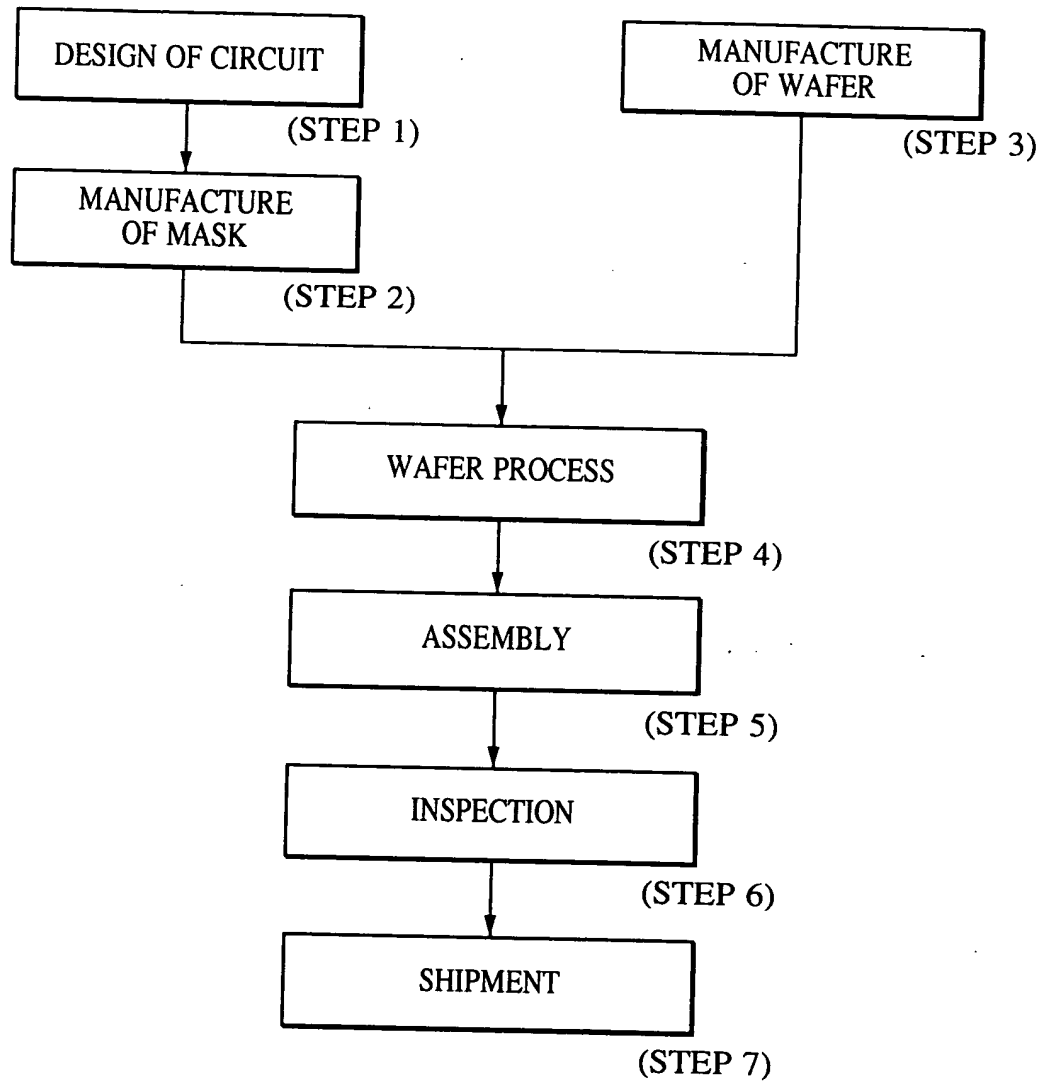 DESIGN OF CIRCUIT
(STEP 1)
MANUFACTURE
OF MASK
(STEP 2)
MANUFACTURE
OF WAFER
(STEP 3)
WAFER PROCESS
(STEP 4)
ASSEMBLY
(STEP 5)
INSPECTION
(STEP 6)
SHIPMENT
(STEP 7)